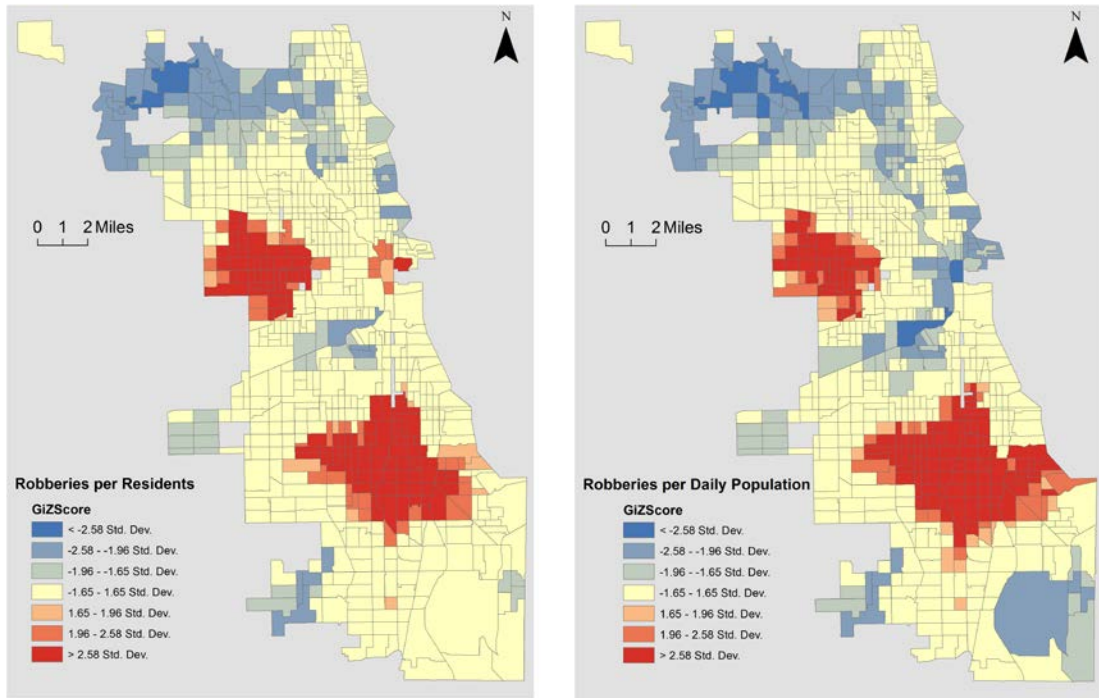 N
0 1 2 Miles
Robberies per Residents
GiZScore
< -2.58 Std. Dev.
-2.58 - -1.96 Std. Dev.
-1.96 - -1.65 Std. Dev.
-1.65 - 1.65 Std. Dev.
1.65 - 1.96 Std. Dev.
1.96 - 2.58 Std. Dev.
> 2.58 Std. Dev.
N
0 1 2 Miles
Robberies per Daily Population
GiZScore
< -2.58 Std. Dev.
-2.58 - -1.96 Std. Dev.
-1.96 - -1.65 Std. Dev.
-1.65 - 1.65 Std. Dev.
1.65 - 1.96 Std. Dev.
1.96 - 2.58 Std. Dev.
> 2.58 Std. Dev.